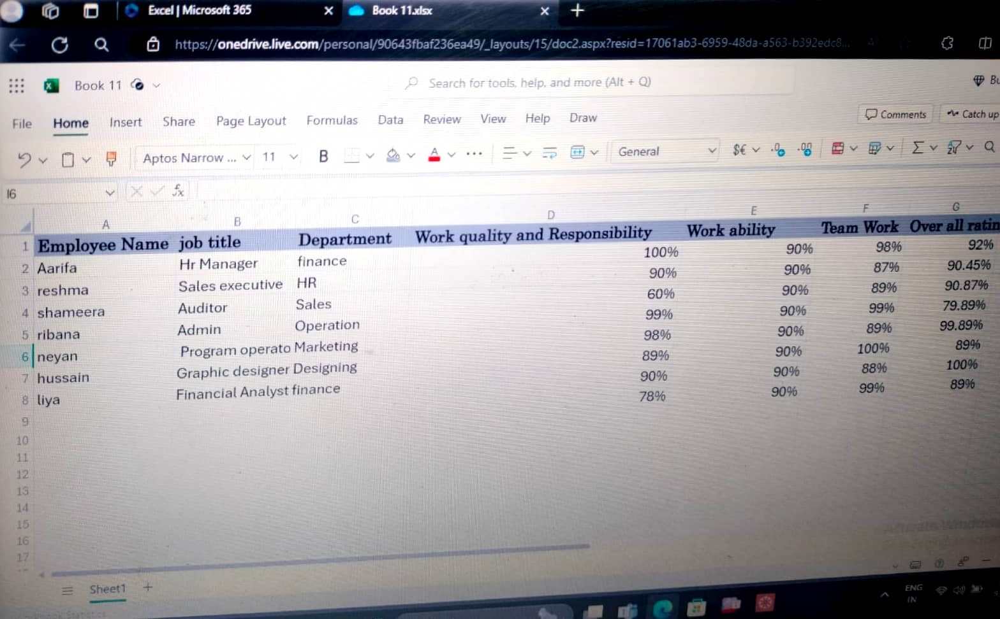 Excel | Microsoft 365
Book 11.xlsx
https://onedrive.live.com/personal/90643fbaf236ea49/_layouts/15/doc2.aspx?resid=17061ab3-6959-48da-a563-b392edc8...
Book 11
Search for tools, help, and more (Alt + Q)
File Home Insert Share Page Layout Formulas Data Review View Help Draw
Comments Catch up
Aptos Narrow ... 11 B A General $€ .0 .00
I6 fx
A B C D E F G
1 Employee Name job title Department Work quality and Responsibility Work ability Team Work Over all ratin
2 Aarifa Hr Manager finance 100% 90% 98% 92%
3 reshma Sales executive HR 90% 90% 87% 90.45%
4 shameera Auditor Sales 60% 90% 89% 90.87%
5 ribana Admin Operation 99% 90% 99% 79.89%
6 neyan Program operato Marketing 98% 90% 89% 99.89%
7 hussain Graphic designer Designing 89% 90% 100% 89%
8 liya Financial Analyst finance 90% 90% 88% 100%
9 78% 90% 99% 89%
10
11
12
13
14
15
16
17
Activate Windows
Sheet1
ENG
IN